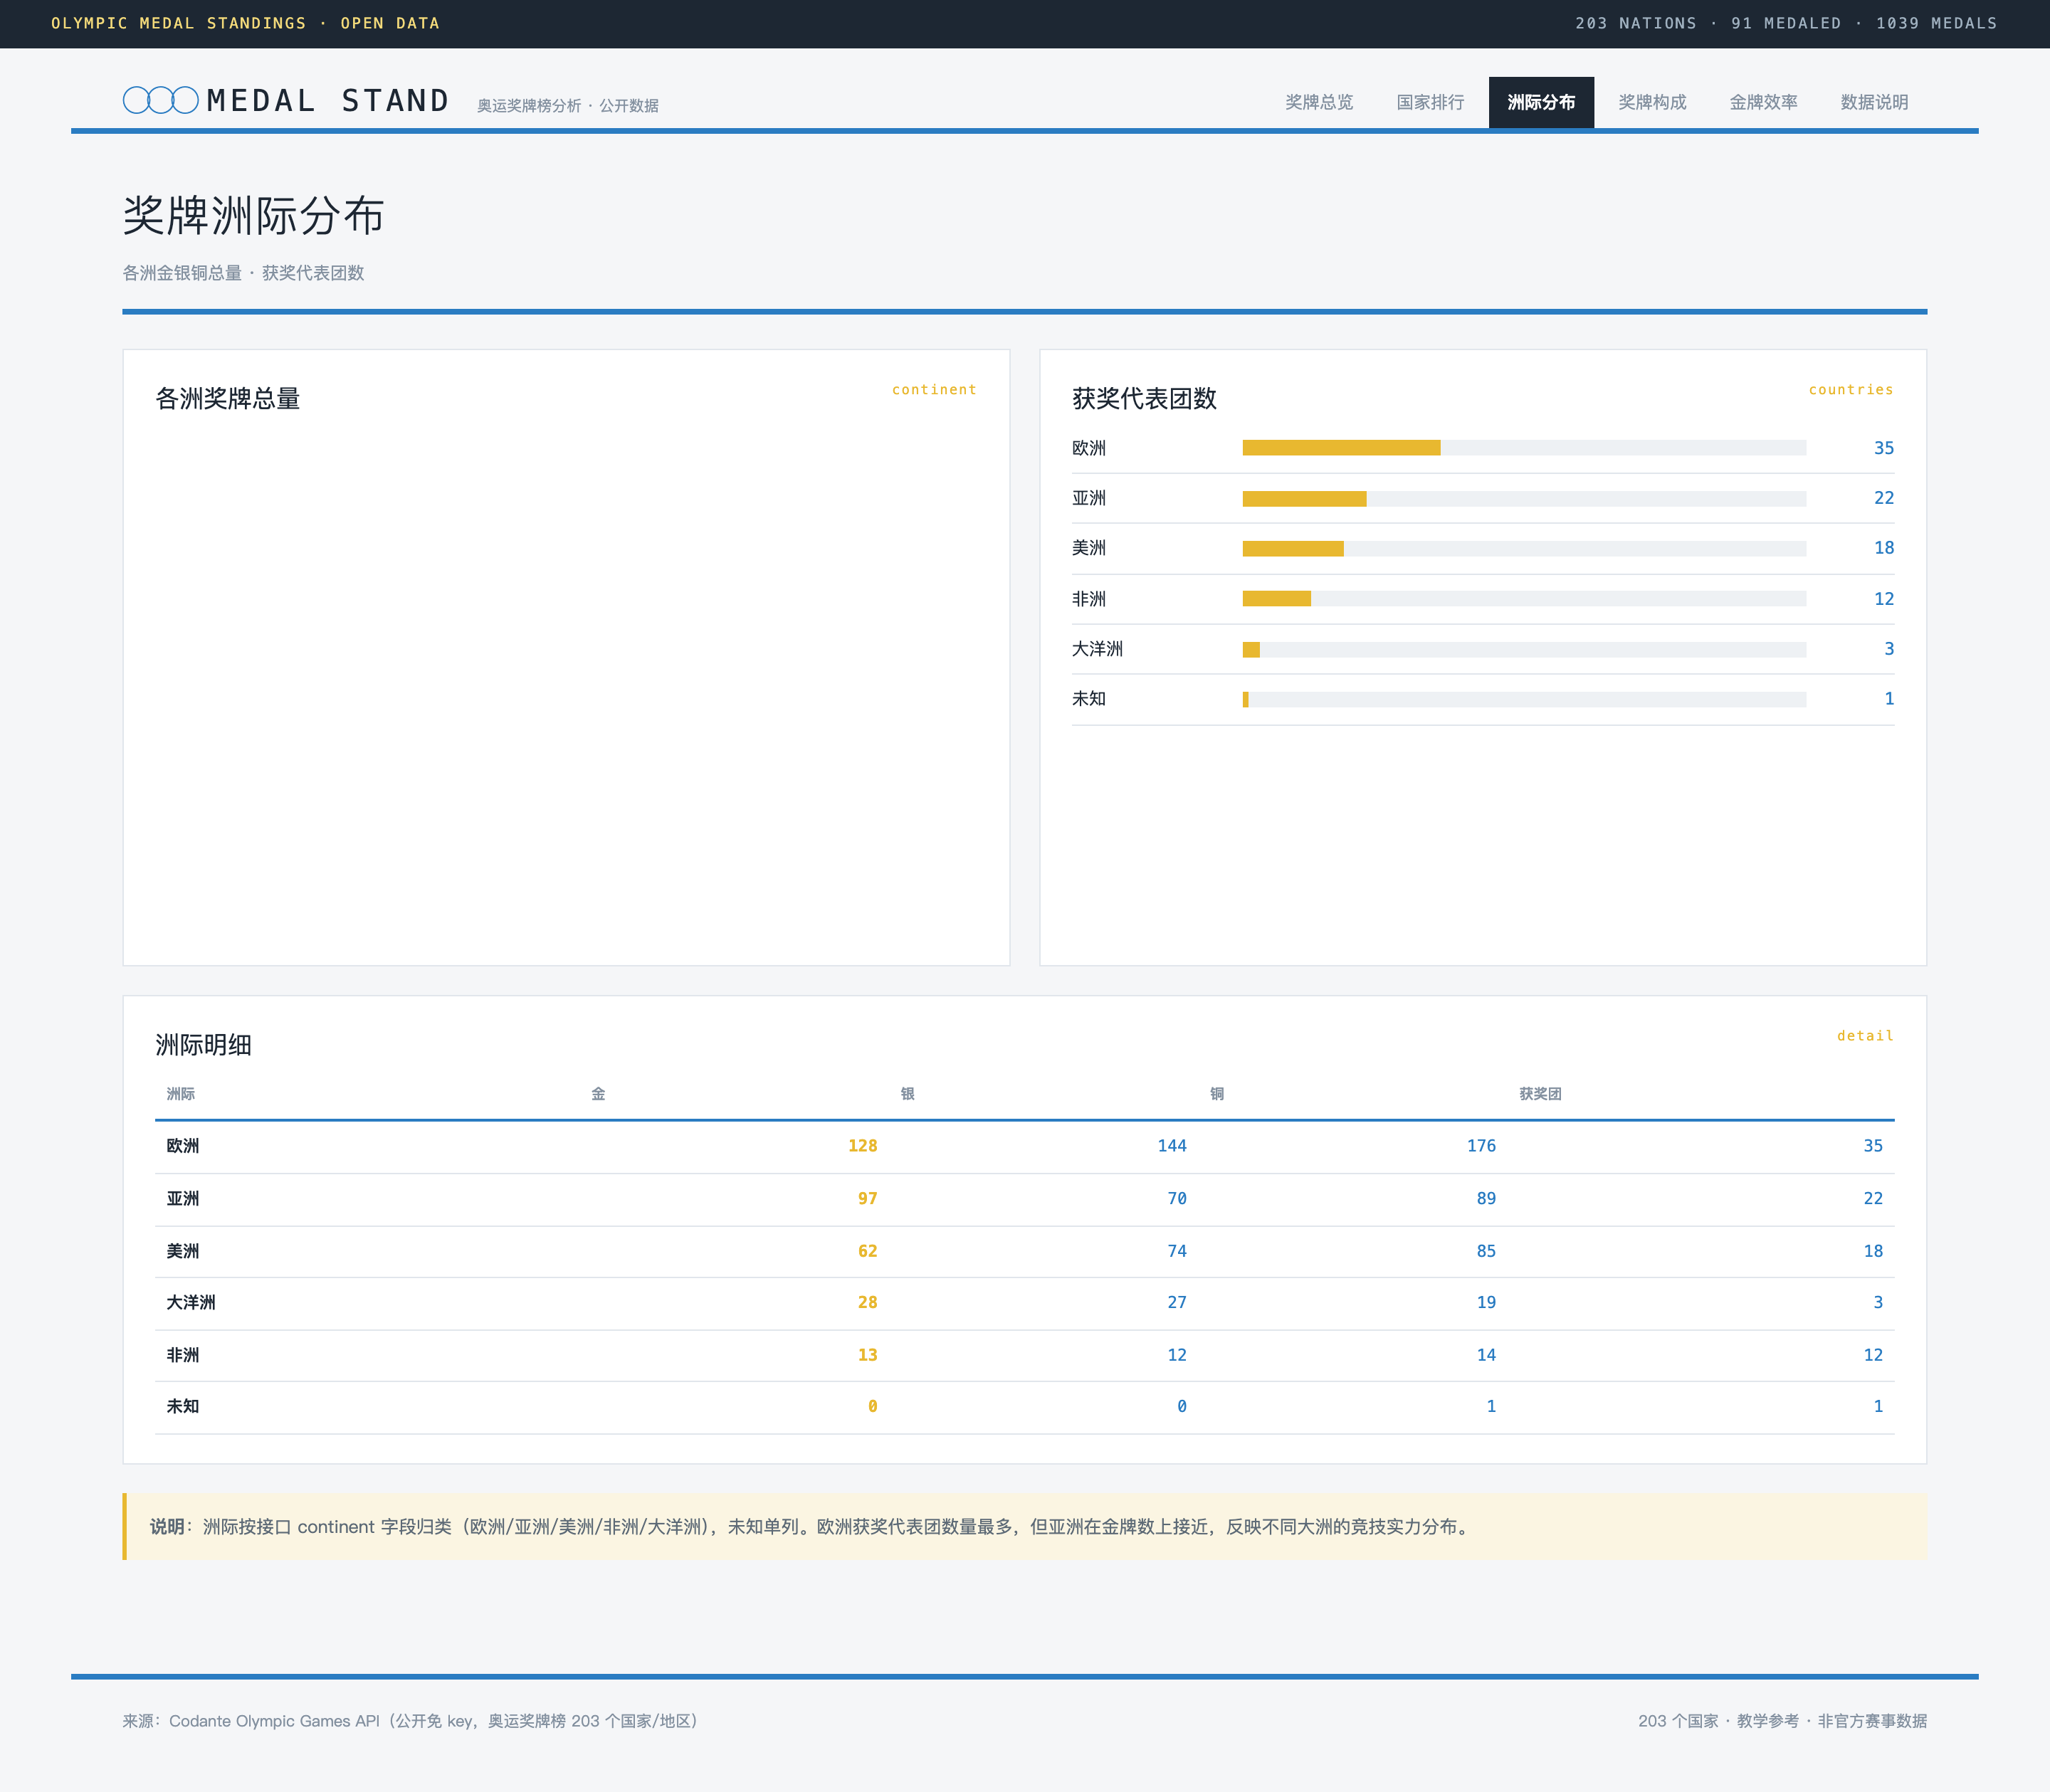 OLYMPIC MEDAL STANDINGS · OPEN DATA
203 NATIONS · 91 MEDALED · 1039 MEDALS
MEDAL STAND 奥运奖牌榜分析 · 公开数据
奖牌总览 国家排行 洲际分布 奖牌构成 金牌效率 数据说明
奖牌洲际分布
各洲金银铜总量 · 获奖代表团数
各洲奖牌总量 continent
获奖代表团数 countries
欧洲 35
亚洲 22
美洲 18
非洲 12
大洋洲 3
未知 1
洲际明细 detail
洲际 金 银 铜 获奖团
欧洲 128 144 176 35
亚洲 97 70 89 22
美洲 62 74 85 18
大洋洲 28 27 19 3
非洲 13 12 14 12
未知 0 0 1 1
说明：洲际按接口 continent 字段归类（欧洲/亚洲/美洲/非洲/大洋洲），未知单列。欧洲获奖代表团数量最多，但亚洲在金牌数上接近，反映不同大洲的竞技实力分布。
来源：Codante Olympic Games API（公开免 key，奥运奖牌榜 203 个国家/地区）
203 个国家 · 教学参考 · 非官方赛事数据